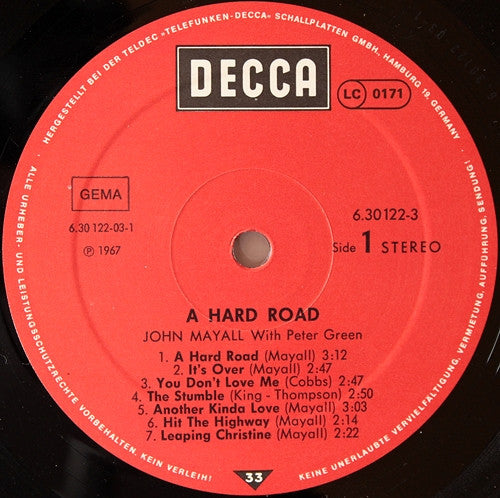 HERGESTELLT BEI DER TELDEC »TELEFUNKEN-DECCA« SCHALLPLATTEN GMBH., HAMBURG 19, GERMANY
DECCA
LC 0171
GEMA
6.30 122-03-1
Ⓟ 1967
6.30122-3
Side 1 STEREO
A HARD ROAD
JOHN MAYALL With Peter Green
1. A Hard Road (Mayall) 3:12
2. It's Over (Mayall) 2:47
3. You Don't Love Me (Cobbs) 2:47
4. The Stumble (King - Thompson) 2:50
5. Another Kinda Love (Mayall) 3:03
6. Hit The Highway (Mayall) 2:14
7. Leaping Christine (Mayall) 2:22
33
ALLE URHEBER- UND LEISTUNGSSCHUTZRECHTE VORBEHALTEN. KEIN VERLEIH!
KEINE UNERLAUBTE VERVIELFÄLTIGUNG, VERMIETUNG, AUFFÜHRUNG, SENDUNG!